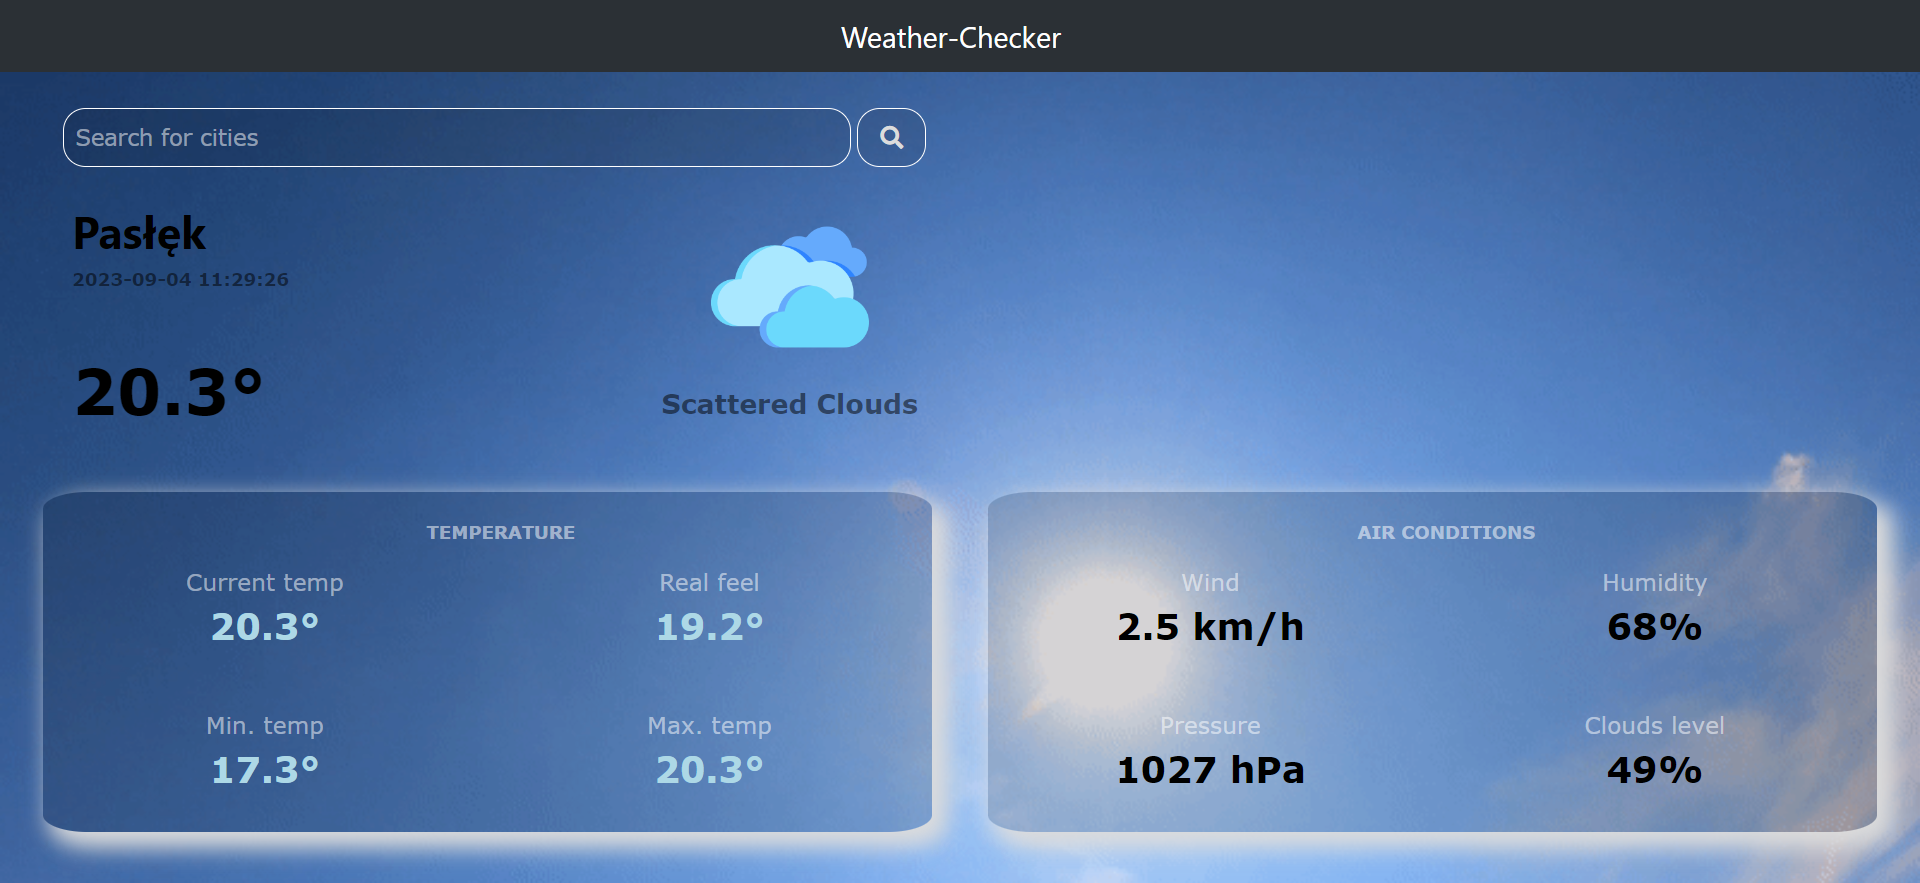 Weather-Checker
Search for cities
Pasłęk
2023-09-04 11:29:26
20.3°
Scattered Clouds
TEMPERATURE
Current temp
20.3°
Real feel
19.2°
Min. temp
17.3°
Max. temp
20.3°
AIR CONDITIONS
Wind
2.5 km/h
Humidity
68%
Pressure
1027 hPa
Clouds level
49%